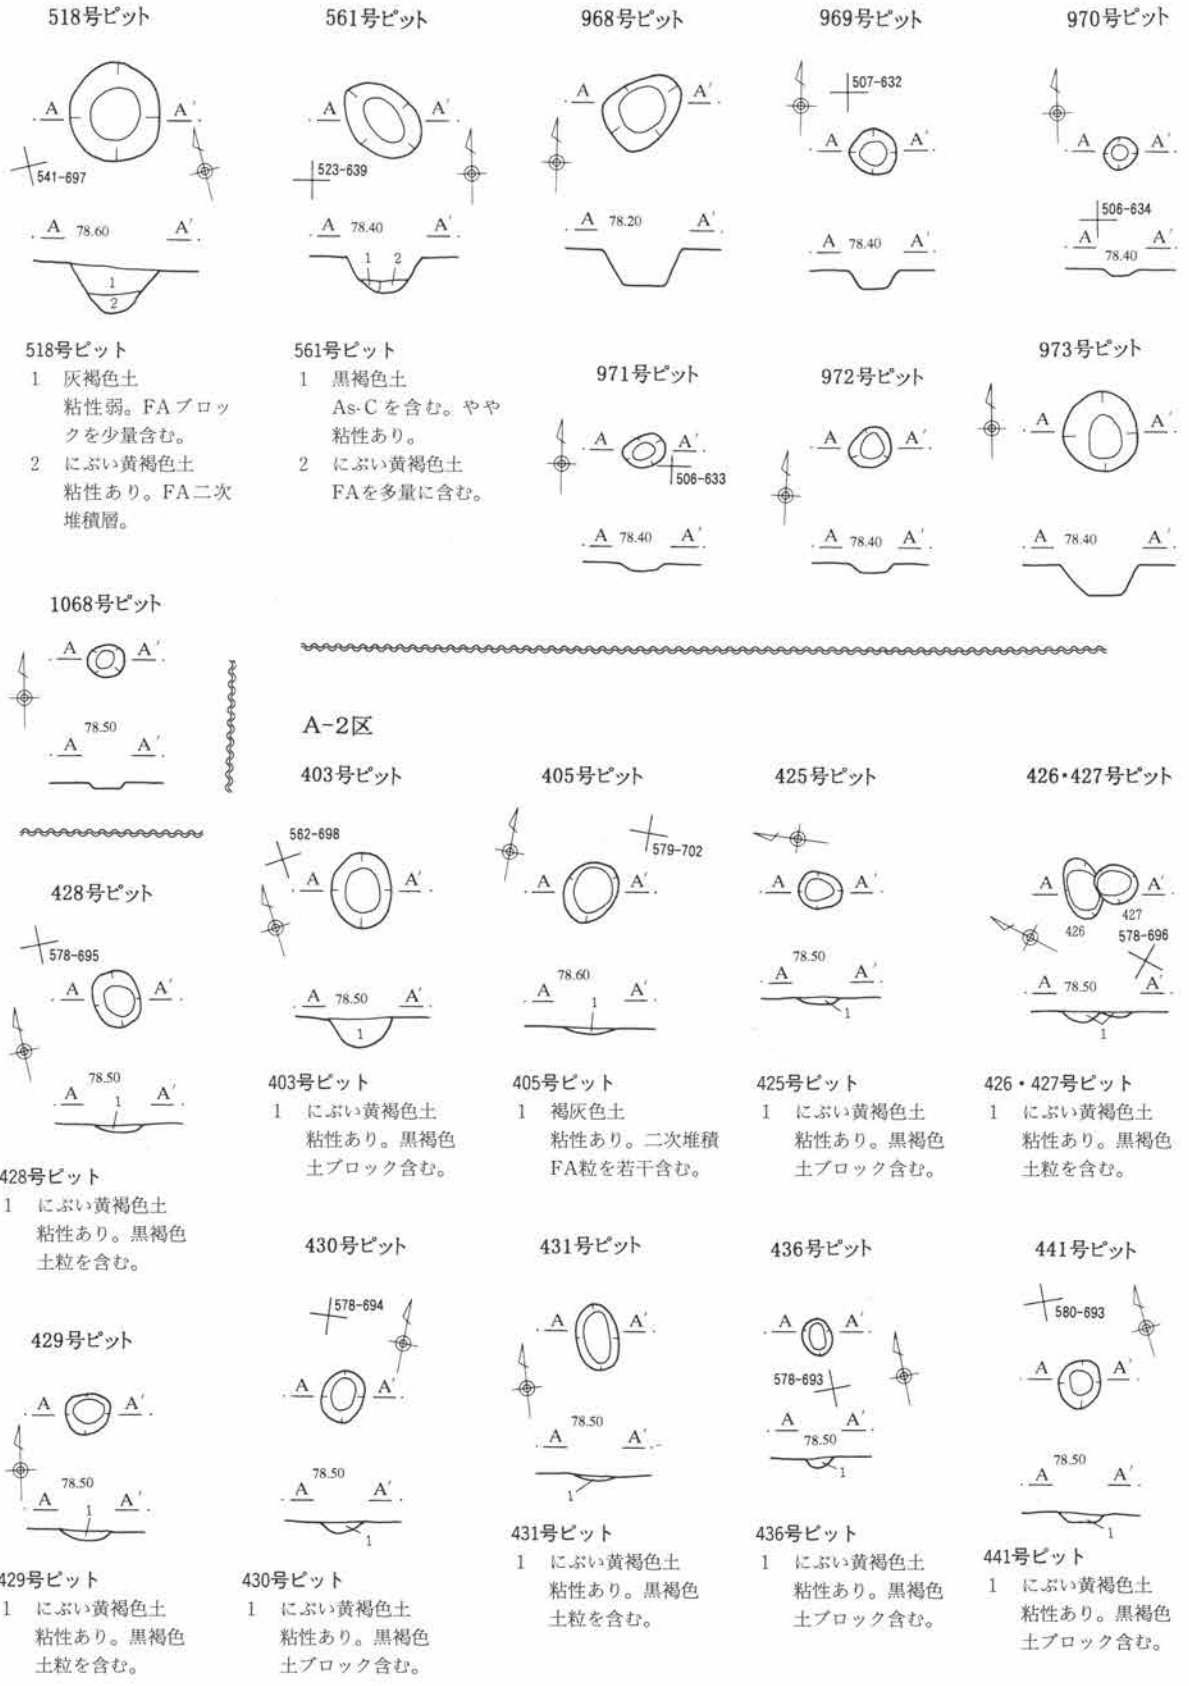 518号ピット
A A′
541-697
A 78.60 A′
1
2
518号ピット
1 灰褐色土
粘性弱。FAブロッ
クを少量含む。
2 にぶい黄褐色土
粘性あり。FA二次
堆積層。
561号ピット
A A′
523-639
A 78.40 A′
1 2
561号ピット
1 黒褐色土
As-Cを含む。やや
粘性あり。
2 にぶい黄褐色土
FAを多量に含む。
968号ピット
A A′
A 78.20 A′
969号ピット
507-632
A A′
A 78.40 A′
970号ピット
A A′
506-634
A A′
78.40
971号ピット
A A′
506-633
A 78.40 A′
972号ピット
A A′
A 78.40 A′
973号ピット
A A′
A 78.40 A′
1068号ピット
A A′
78.50
A A′
A-2区
403号ピット
562-698
A A′
A 78.50 A′
1
403号ピット
1 にぶい黄褐色土
粘性あり。黒褐色
土ブロック含む。
405号ピット
579-702
A A′
78.60
A 1 A′
405号ピット
1 褐灰色土
粘性あり。二次堆積
FA粒を若干含む。
425号ピット
A A′
78.50
A A′
1
425号ピット
1 にぶい黄褐色土
粘性あり。黒褐色
土ブロック含む。
426・427号ピット
A A′
427
426 578-696
A 78.50 A′
1
426・427号ピット
1 にぶい黄褐色土
粘性あり。黒褐色
土粒を含む。
428号ピット
578-695
A A′
78.50
A 1 A′
428号ピット
1 にぶい黄褐色土
粘性あり。黒褐色
土粒を含む。
429号ピット
A A′
78.50
A 1 A′
429号ピット
1 にぶい黄褐色土
粘性あり。黒褐色
土粒を含む。
430号ピット
578-694
A A′
78.50
A A′
1
430号ピット
1 にぶい黄褐色土
粘性あり。黒褐色
土ブロック含む。
431号ピット
A A′
78.50
A A′
1
431号ピット
1 にぶい黄褐色土
粘性あり。黒褐色
土粒を含む。
436号ピット
A A′
578-693
A A′
78.50
1
436号ピット
1 にぶい黄褐色土
粘性あり。黒褐色
土ブロック含む。
441号ピット
580-693
A A′
78.50
A A′
1
441号ピット
1 にぶい黄褐色土
粘性あり。黒褐色
土ブロック含む。